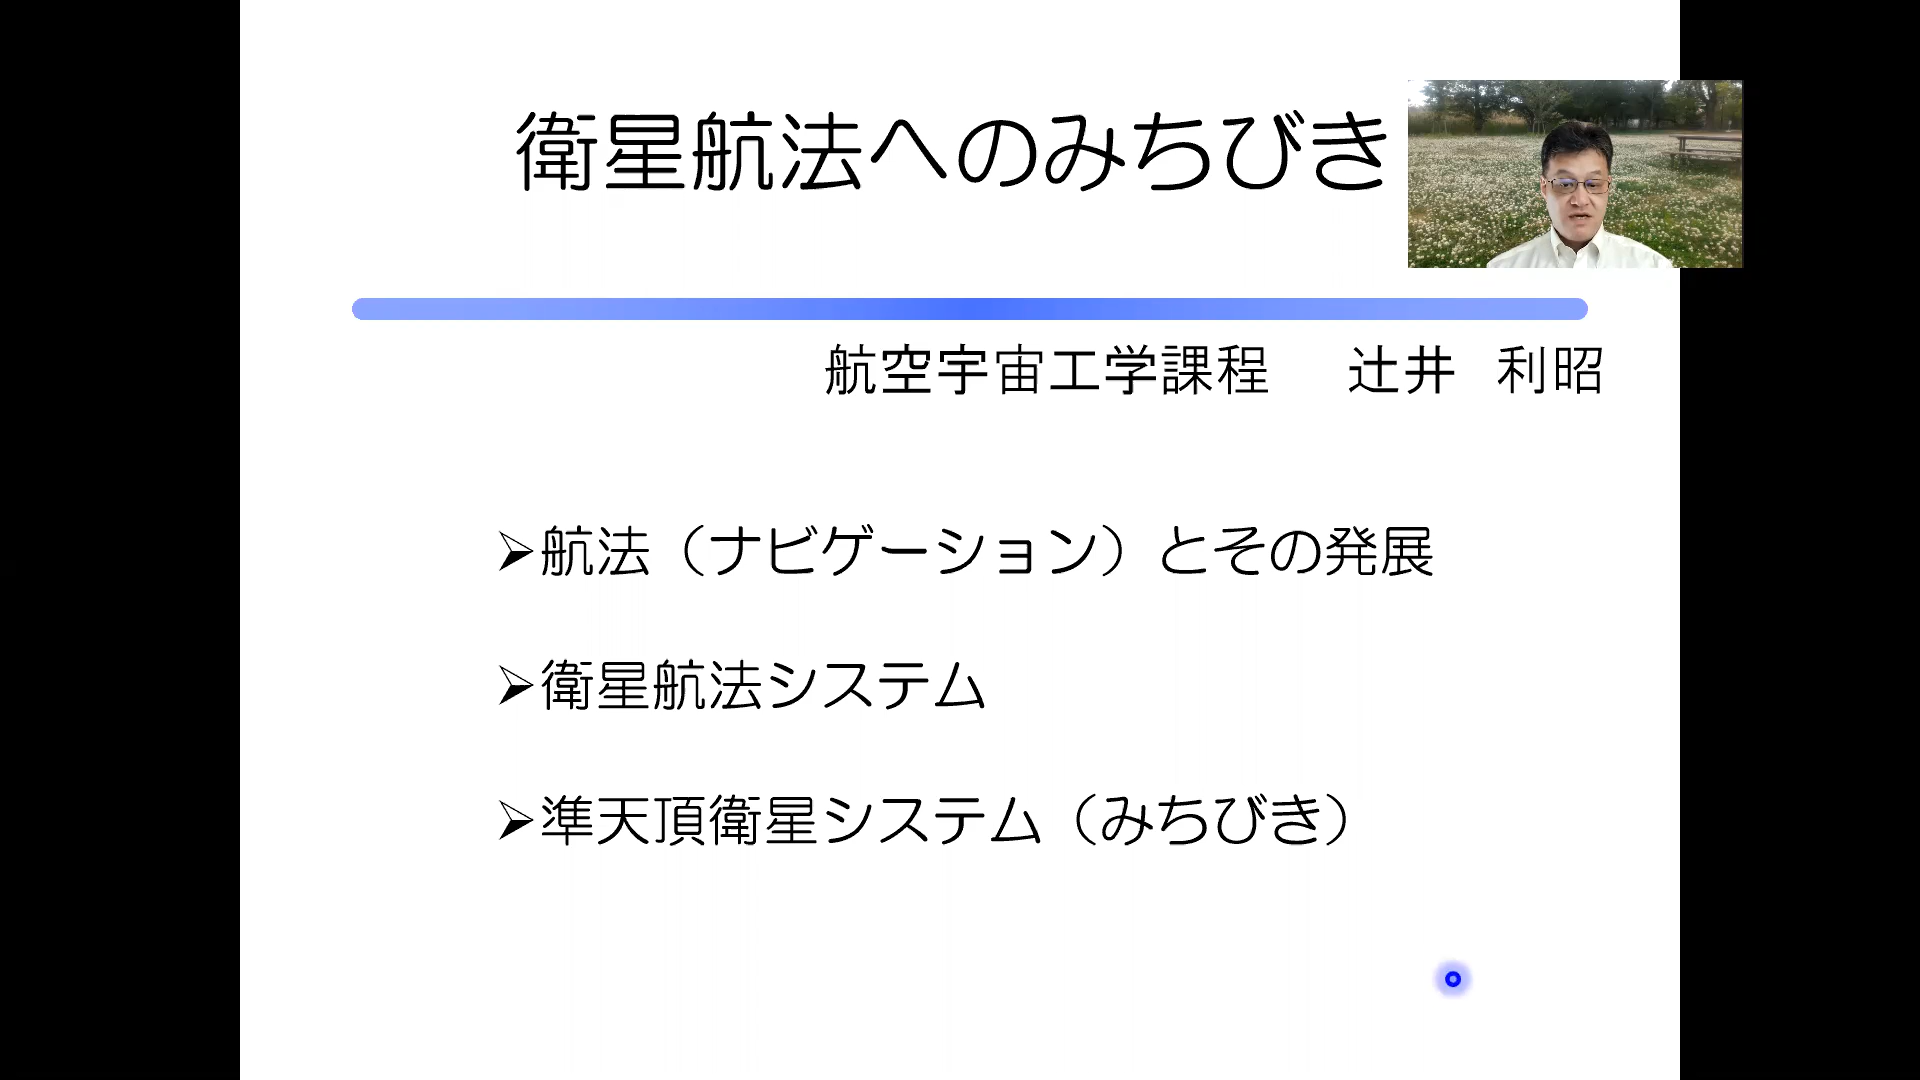 衛星航法へのみちびき
航空宇宙工学課程　辻井 利昭
➢航法（ナビゲーション）とその発展
➢衛星航法システム
➢準天頂衛星システム（みちびき）